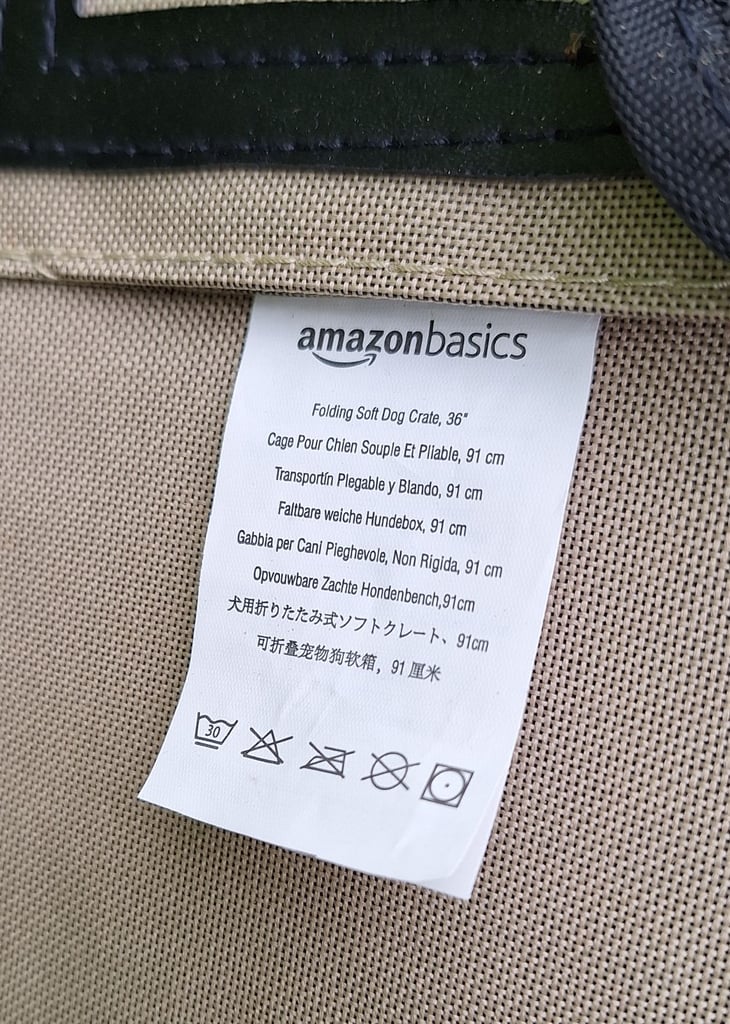 amazonbasics
Folding Soft Dog Crate, 36"
Cage Pour Chien Souple Et Pliable, 91 cm
Transportín Plegable y Blando, 91 cm
Faltbare weiche Hundebox, 91 cm
Gabbia per Canl Pleghevole, Non Rigida, 91 cm
Opvouwbare Zachte Hondenbench,91cm
犬用折りたたみ式ソフトクレート、91cm
可折叠宠物狗软箱，91 厘米
30